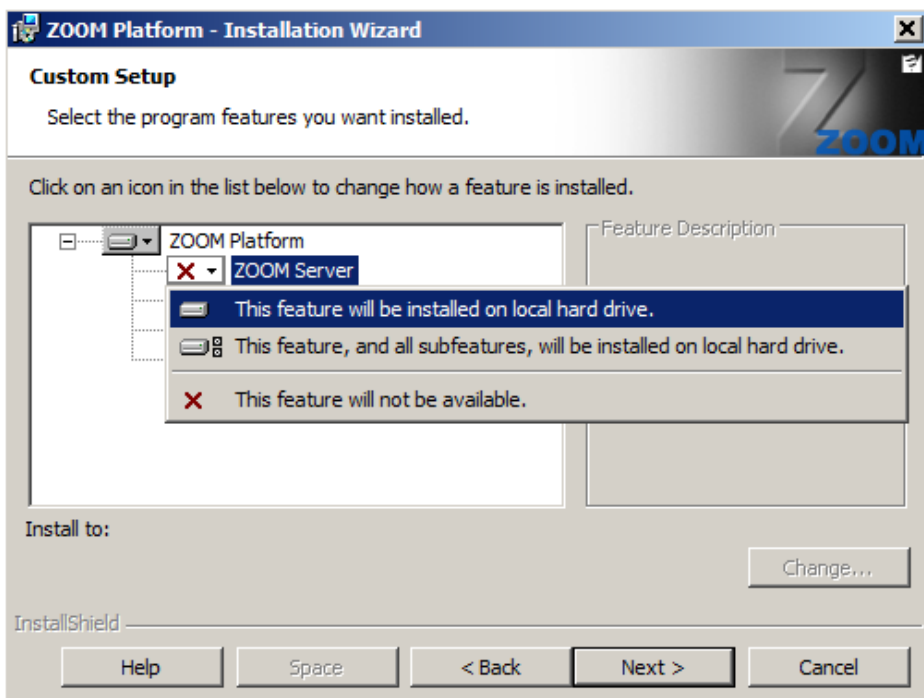 ZOOM Platform - Installation Wizard
Custom Setup
Select the program features you want installed.
ZOOM
Click on an icon in the list below to change how a feature is installed.
ZOOM Platform
Feature Description
ZOOM Server
This feature will be installed on local hard drive.
This feature, and all subfeatures, will be installed on local hard drive.
This feature will not be available.
Install to:
Change...
InstallShield
Help
Space
< Back
Next >
Cancel